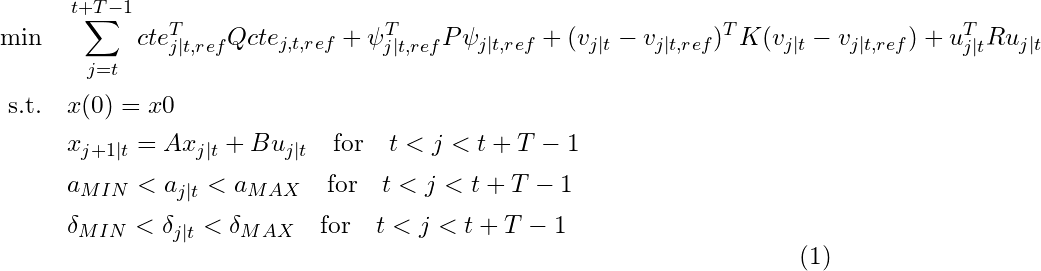 min $\sum_{j=t}^{t+T-1} cte_{j|t,ref}^{T} Q cte_{j,t,ref} + \psi_{j|t,ref}^{T} P \psi_{j|t,ref} + (v_{j|t} - v_{j|t,ref})^{T} K (v_{j|t} - v_{j|t,ref}) + u_{j|t}^{T} R u_{j|t}$
s.t. $x(0) = x0$
$x_{j+1|t} = Ax_{j|t} + Bu_{j|t}$ for $t < j < t + T - 1$
$a_{MIN} < a_{j|t} < a_{MAX}$ for $t < j < t + T - 1$
$\delta_{MIN} < \delta_{j|t} < \delta_{MAX}$ for $t < j < t + T - 1$
(1)